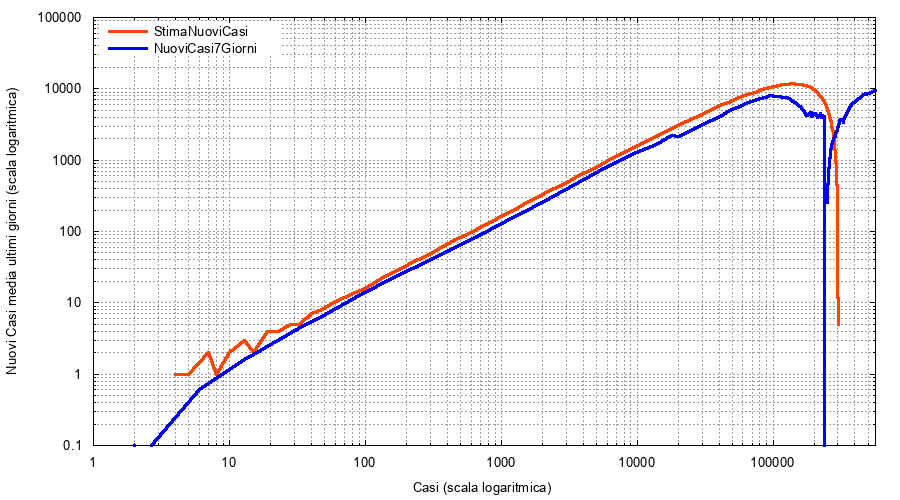 100000
10000
1000
100
10
1
0.1
Nuovi Casi media ultimi giorni (scala logaritmica)
StimaNuoviCasi
NuoviCasi7Giorni
1 10 100 1000 10000 100000
Casi (scala logaritmica)